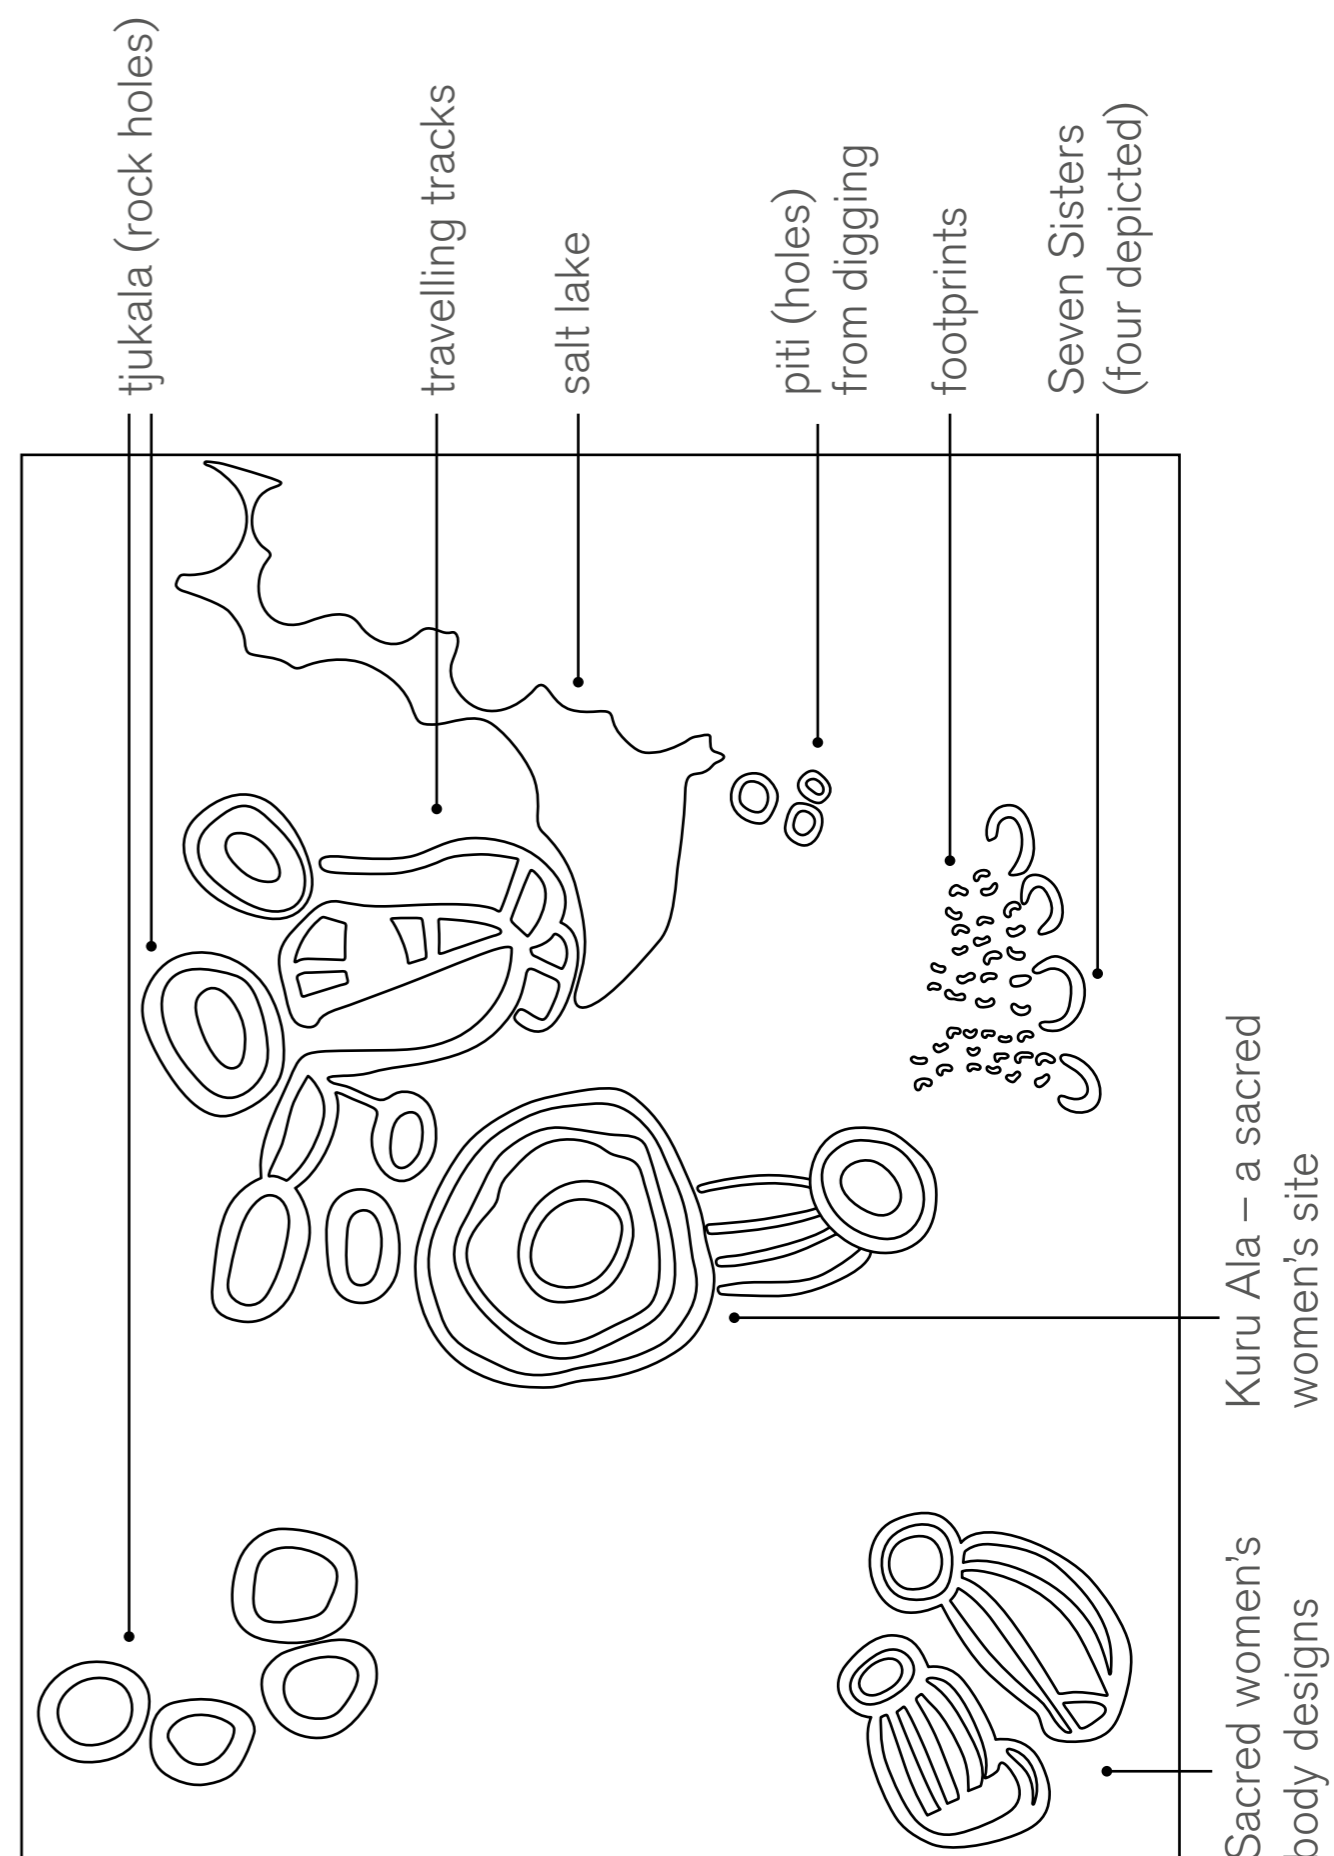 tjukala (rock holes)
travelling tracks
salt lake
piti (holes)
from digging
footprints
Seven Sisters
(four depicted)
Kuru Ala – a sacred
women's site
Sacred women's
body designs